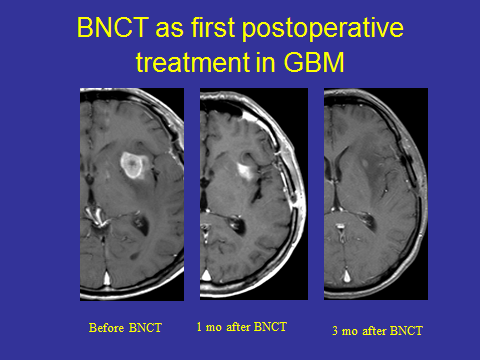 BNCT as first postoperative
treatment in GBM
Before BNCT
1 mo after BNCT
3 mo after BNCT